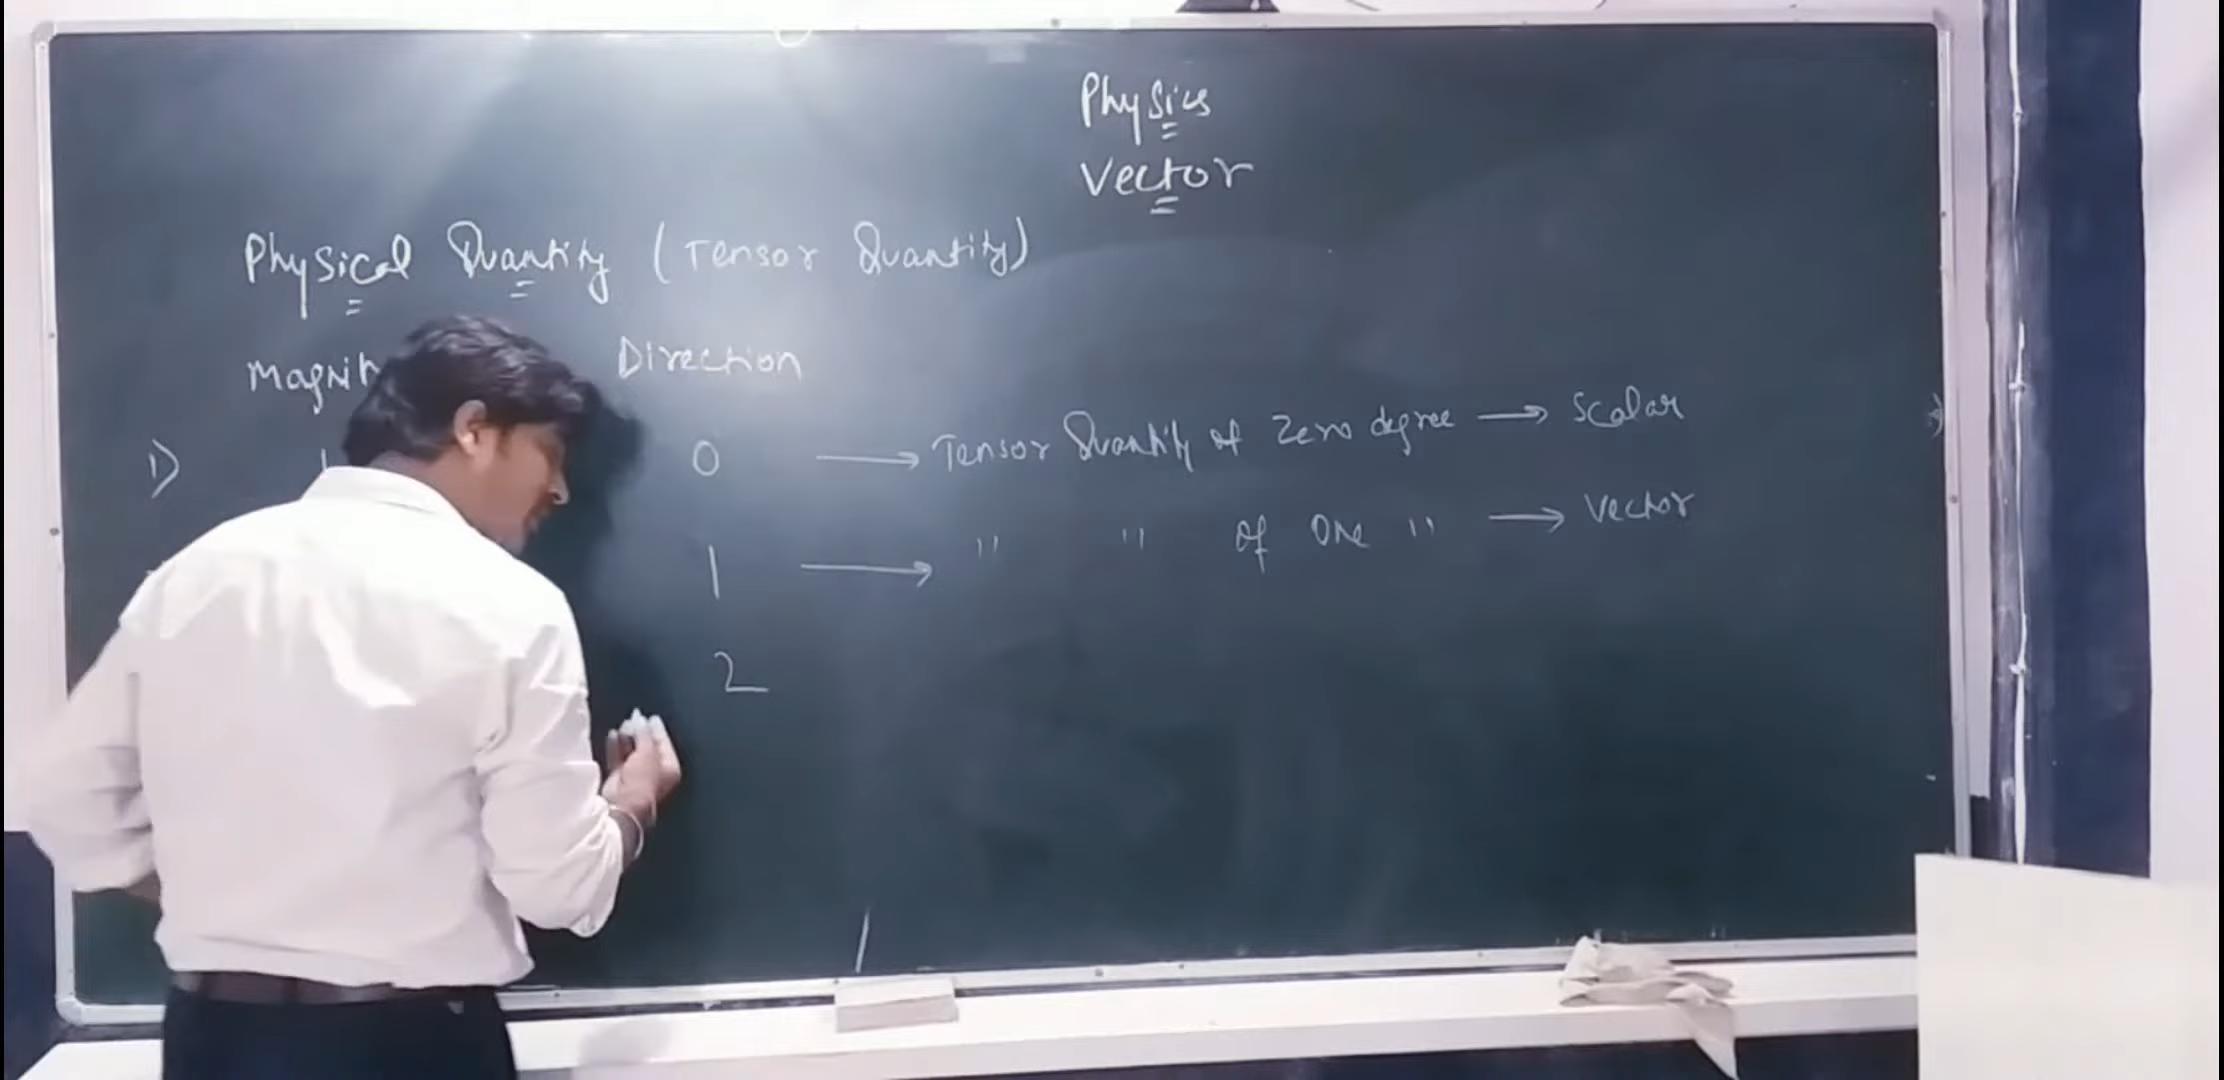 Physics
Vector
Physical Quantity (Tensor Quantity)
Direction
1) 0 → Tensor Quantity of Zero degree → Scalar
1 → " " of One " → Vector
2